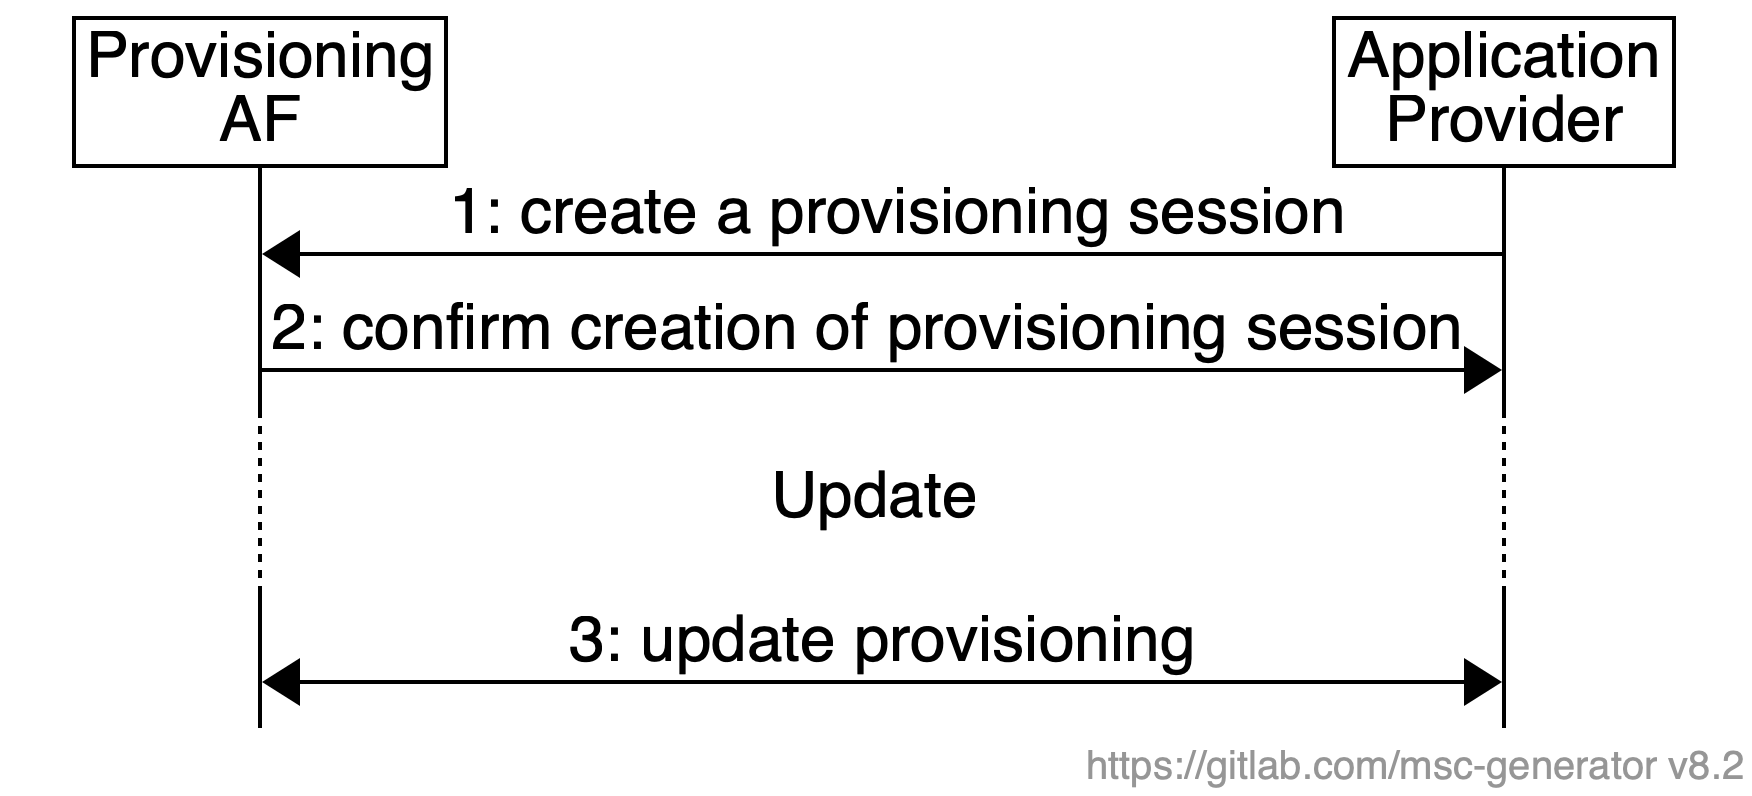 Provisioning
AF
Application
Provider
1: create a provisioning session
2: confirm creation of provisioning session
Update
3: update provisioning
https://gitlab.com/msc-generator v8.2